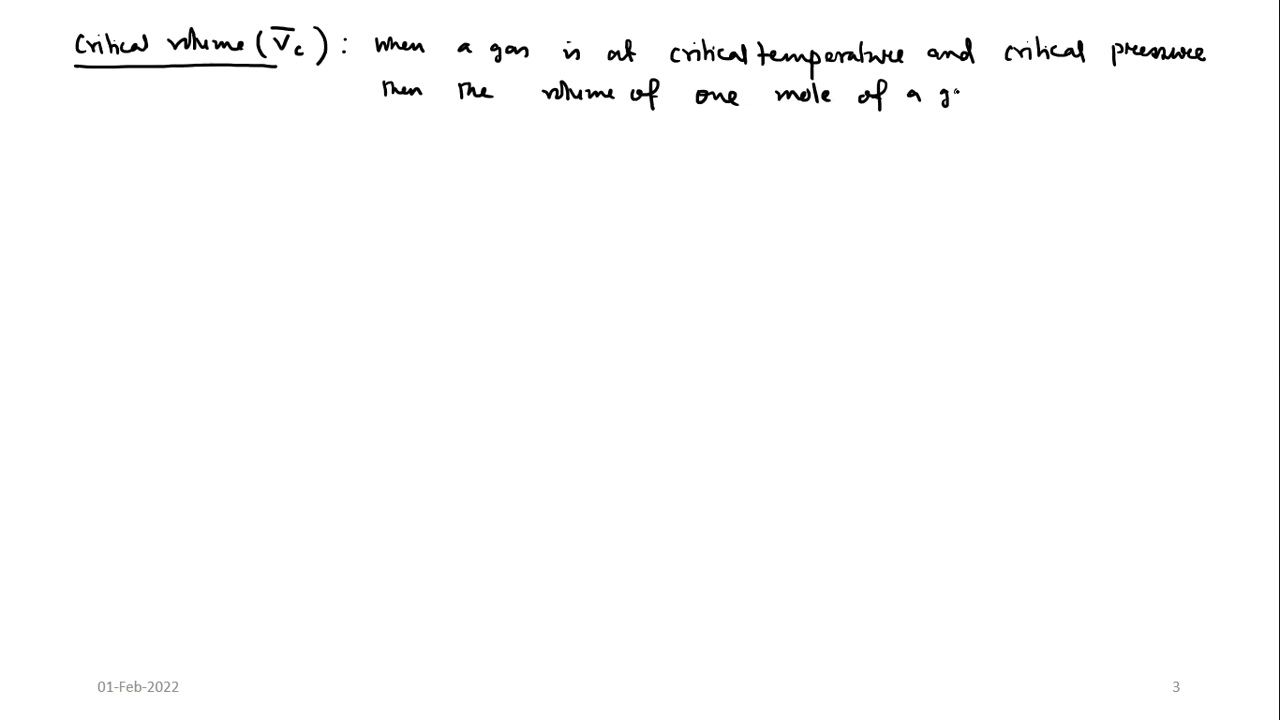 Critical volume (V̅c) : When a gas is at critical temperature and critical pressure
then the volume of one mole of a g
01-Feb-2022
3